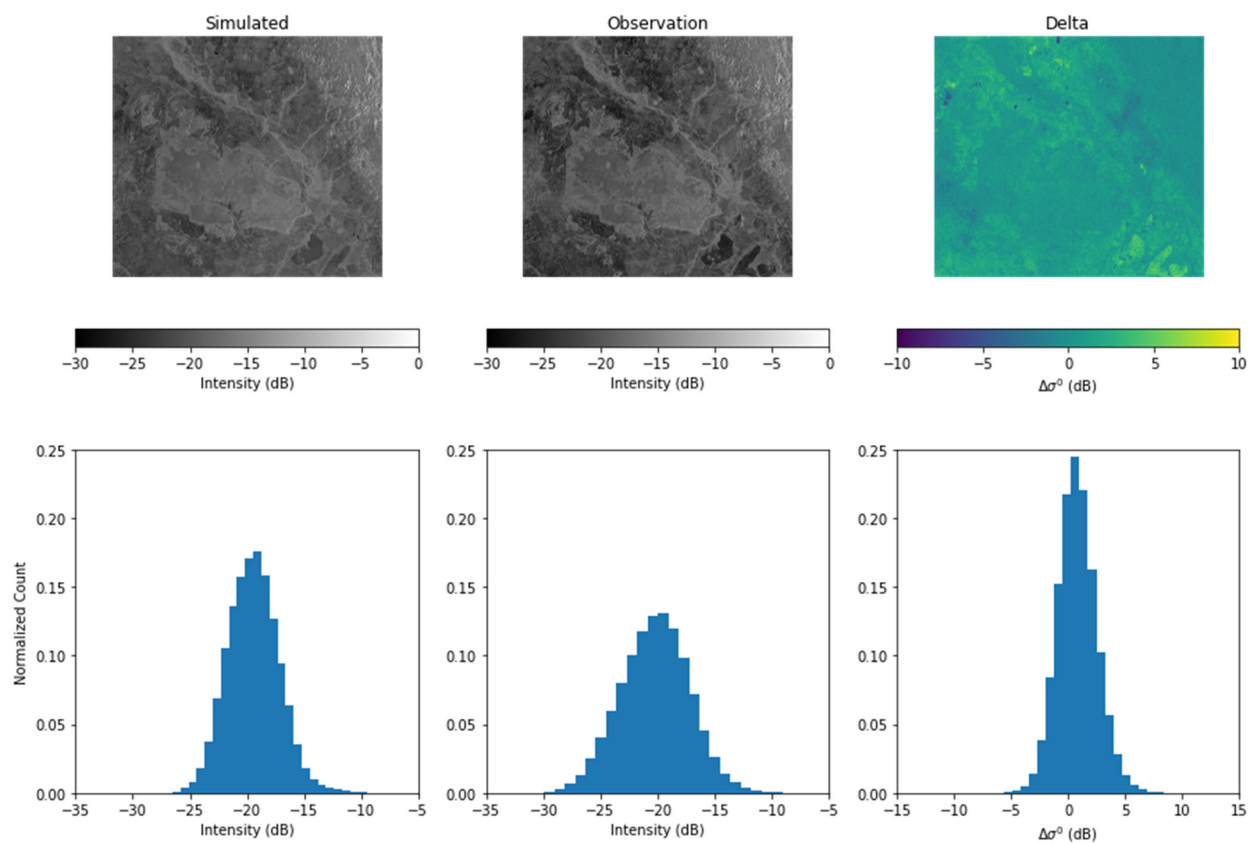 Simulated Observation Delta
−30 −25 −20 −15 −10 −5 0 −30 −25 −20 −15 −10 −5 0 −10 −5 0 5 10
Intensity (dB) Intensity (dB) Δσ⁰ (dB)
Normalized Count
0.25 0.25 0.25
0.20 0.20 0.20
0.15 0.15 0.15
0.10 0.10 0.10
0.05 0.05 0.05
0.00 0.00 0.00
−35 −30 −25 −20 −15 −10 −5 −35 −30 −25 −20 −15 −10 −5 −15 −10 −5 0 5 10 15
Intensity (dB) Intensity (dB) Δσ⁰ (dB)